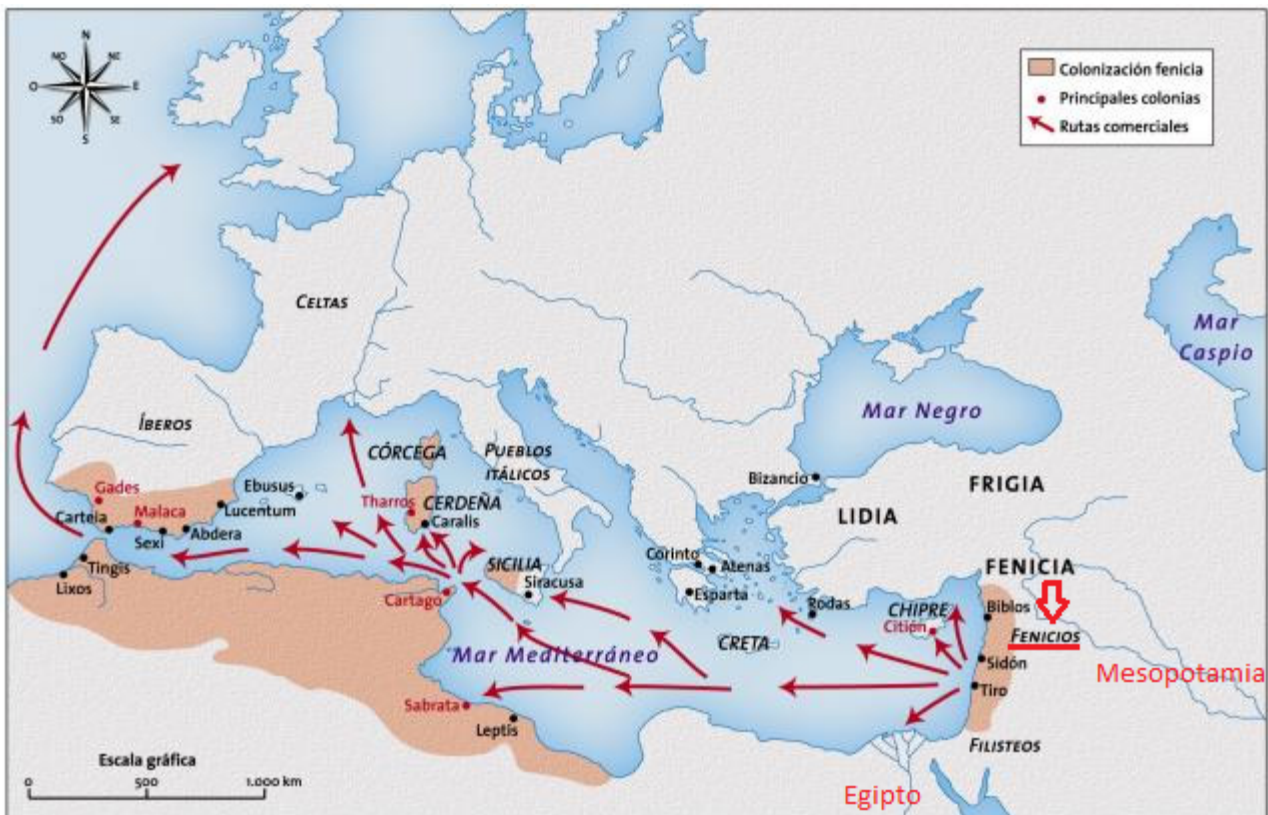 N
NO
NE
O
E
SO
SE
S
Colonización fenicia
Principales colonias
Rutas comerciales
CELTAS
Mar
Caspio
Mar Negro
ÍBEROS
CÓRCEGA
PUEBLOS
ITÁLICOS
Bizancio
FRIGIA
Gades
Ebusus
Tharros
CERDEÑA
Malaca
Lucentum
LIDIA
Carteia
Caralis
Sexi
Abdera
Corinto
Atenas
Tingis
SICILIA
FENICIA
Lixos
Cartago
Siracusa
Esparta
Rodas
CHIPRE
Biblos
Citión
FENICIOS
CRETA
Mar Mediterráneo
Sidón
Mesopotamia
Tiro
Sabrata
Leptis
FILISTEOS
Escala gráfica
0 500 1.000 km
Egipto